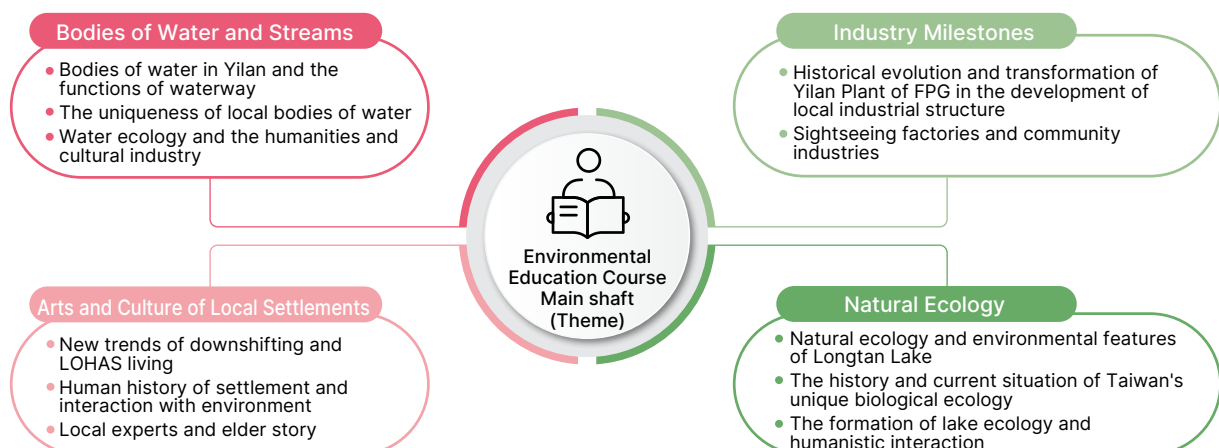 Bodies of Water and Streams
• Bodies of water in Yilan and the
functions of waterway
• The uniqueness of local bodies of water
• Water ecology and the humanities and
cultural industry
Industry Milestones
• Historical evolution and transformation of
Yilan Plant of FPG in the development of
local industrial structure
• Sightseeing factories and community
industries
Environmental
Education Course
Main shaft
(Theme)
Arts and Culture of Local Settlements
• New trends of downshifting and
LOHAS living
• Human history of settlement and
interaction with environment
• Local experts and elder story
Natural Ecology
• Natural ecology and environmental features
of Longtan Lake
• The history and current situation of Taiwan's
unique biological ecology
• The formation of lake ecology and
humanistic interaction